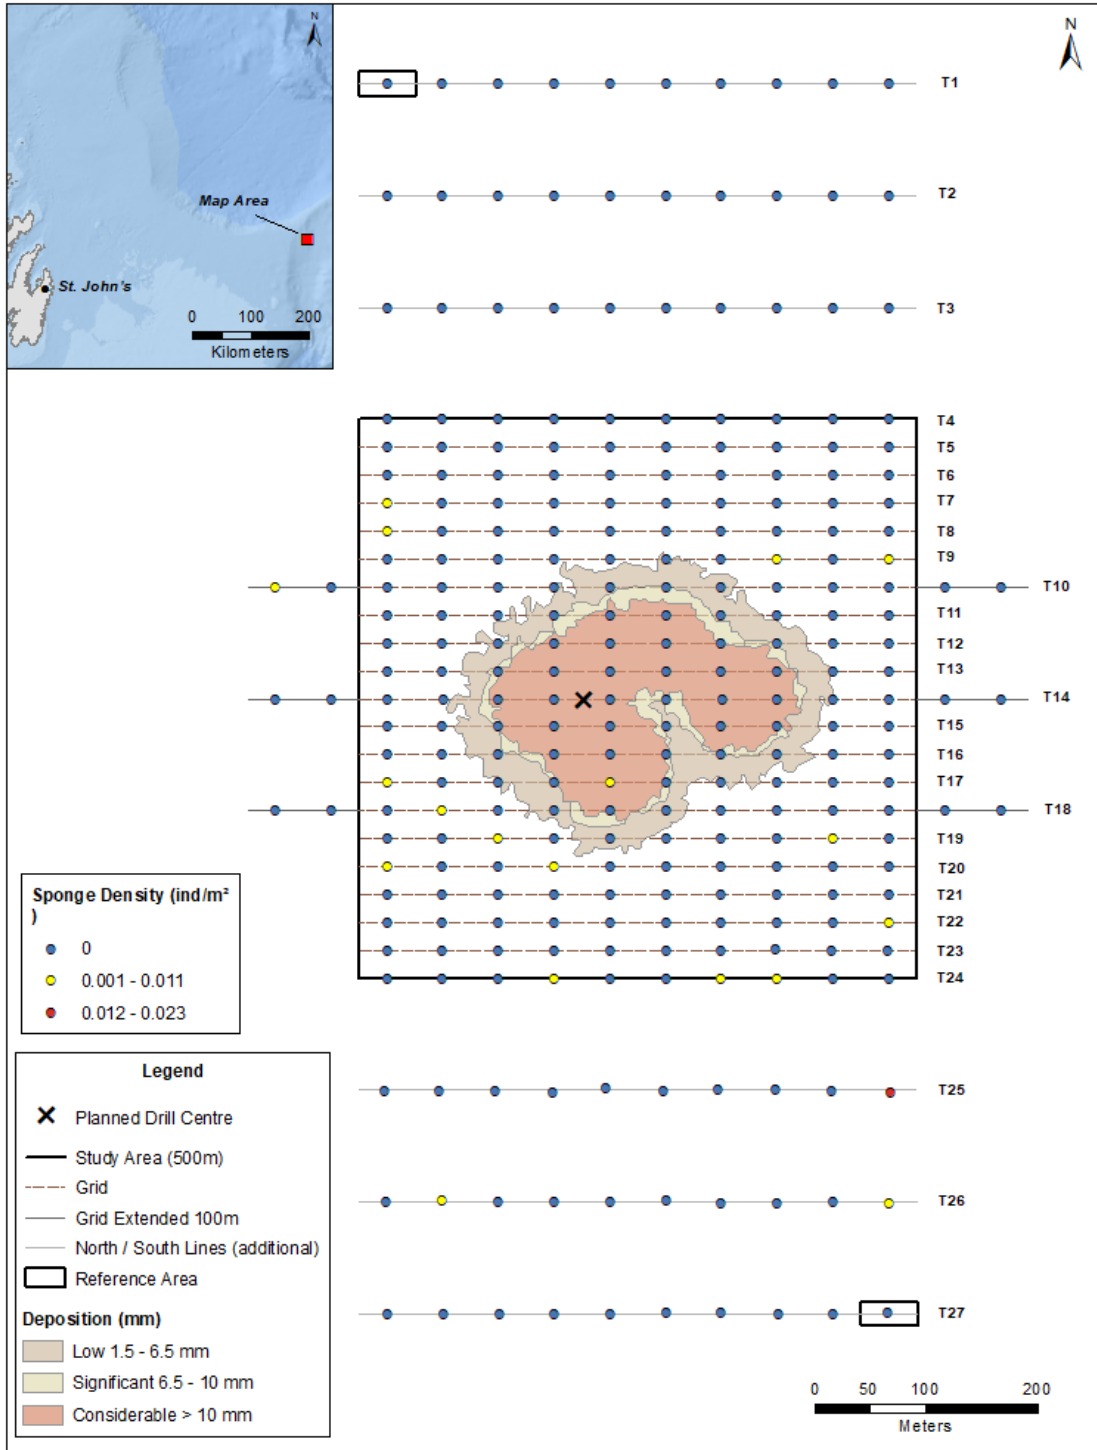 N
N
Map Area
St. John's
0 100 200
Kilometers
T1
T2
T3
T4
T5
T6
T7
T8
T9
T10
T11
T12
T13
T14
T15
T16
T17
T18
T19
T20
T21
T22
T23
T24
T25
T26
T27
Sponge Density (ind/m²
)
0
0.001 - 0.011
0.012 - 0.023
Legend
Planned Drill Centre
Study Area (500m)
Grid
Grid Extended 100m
North / South Lines (additional)
Reference Area
Deposition (mm)
Low 1.5 - 6.5 mm
Significant 6.5 - 10 mm
Considerable > 10 mm
0 50 100 200
Meters